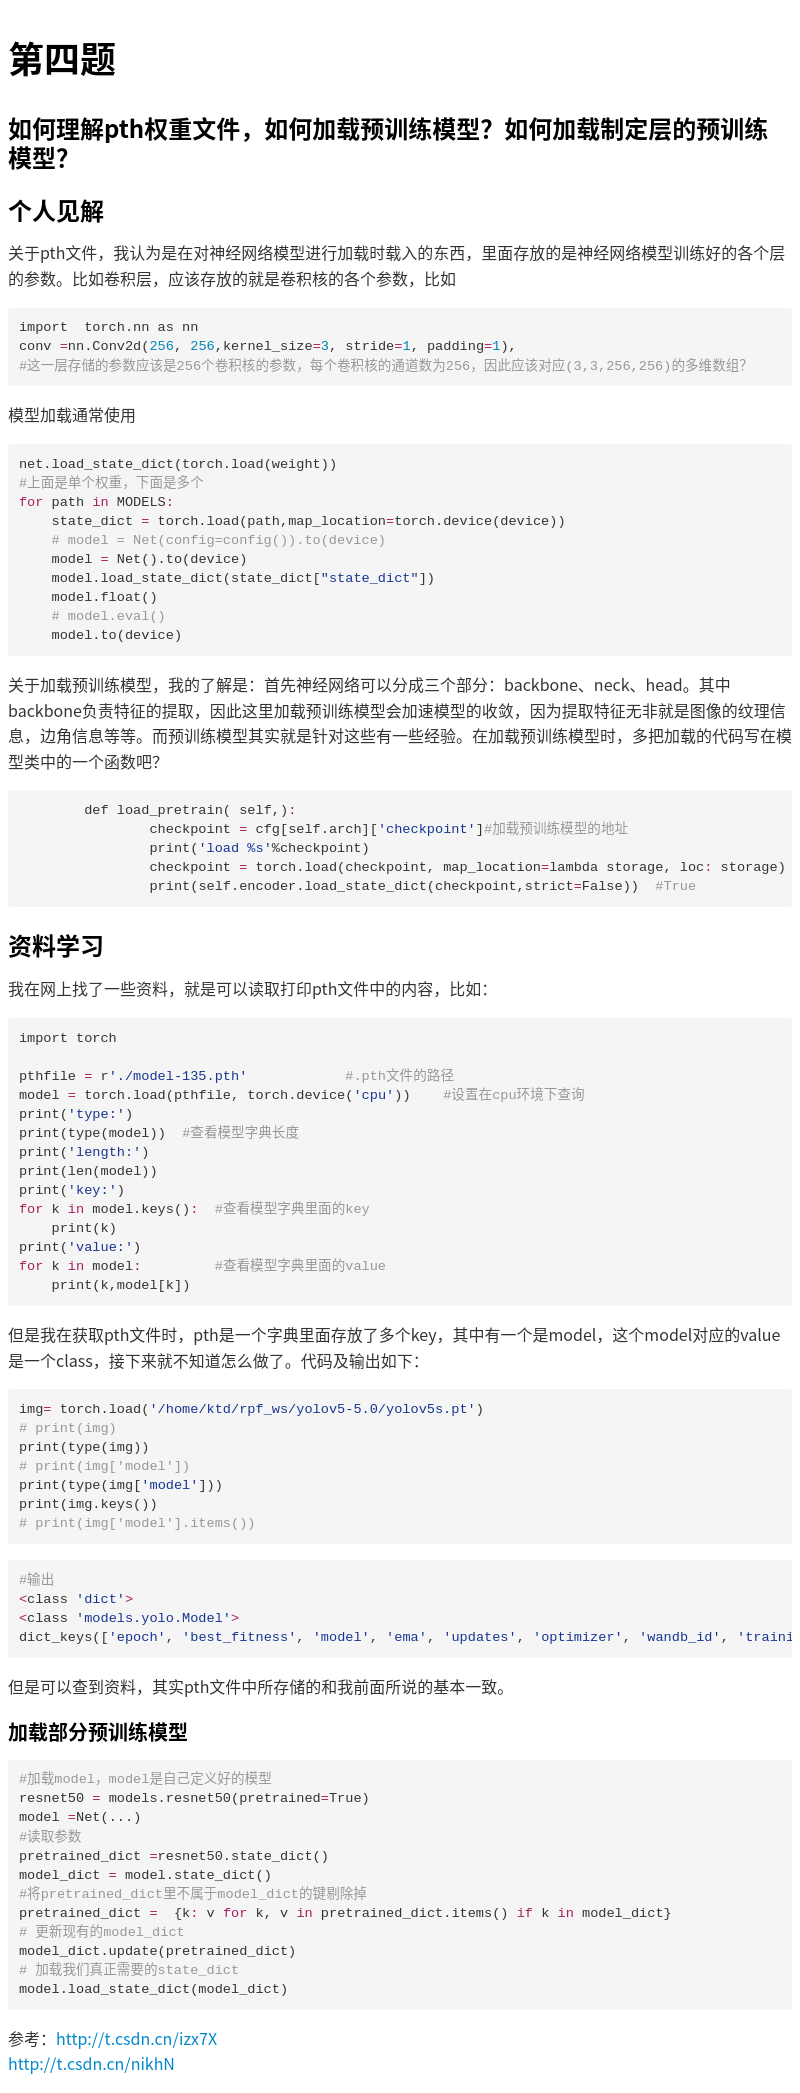 第四题
如何理解pth权重文件，如何加载预训练模型？如何加载制定层的预训练
模型？
个人见解
关于pth文件，我认为是在对神经网络模型进行加载时载入的东西，里面存放的是神经网络模型训练好的各个层
的参数。比如卷积层，应该存放的就是卷积核的各个参数，比如
import  torch.nn as nn
conv =nn.Conv2d(256, 256,kernel_size=3, stride=1, padding=1),
#这一层存储的参数应该是256个卷积核的参数，每个卷积核的通道数为256，因此应该对应(3,3,256,256)的多维数组？
模型加载通常使用
net.load_state_dict(torch.load(weight))
#上面是单个权重，下面是多个
for path in MODELS:
    state_dict = torch.load(path,map_location=torch.device(device))
    # model = Net(config=config()).to(device)
    model = Net().to(device)
    model.load_state_dict(state_dict["state_dict"])
    model.float()
    # model.eval()
    model.to(device)
关于加载预训练模型，我的了解是：首先神经网络可以分成三个部分：backbone、neck、head。其中
backbone负责特征的提取，因此这里加载预训练模型会加速模型的收敛，因为提取特征无非就是图像的纹理信
息，边角信息等等。而预训练模型其实就是针对这些有一些经验。在加载预训练模型时，多把加载的代码写在模
型类中的一个函数吧？
        def load_pretrain( self,):
                checkpoint = cfg[self.arch]['checkpoint']#加载预训练模型的地址
                print('load %s'%checkpoint)
                checkpoint = torch.load(checkpoint, map_location=lambda storage, loc: storage)
                print(self.encoder.load_state_dict(checkpoint,strict=False))  #True
资料学习
我在网上找了一些资料，就是可以读取打印pth文件中的内容，比如：
import torch
pthfile = r'./model-135.pth'            #.pth文件的路径
model = torch.load(pthfile, torch.device('cpu'))    #设置在cpu环境下查询
print('type:')
print(type(model))  #查看模型字典长度
print('length:')
print(len(model))
print('key:')
for k in model.keys():  #查看模型字典里面的key
    print(k)
print('value:')
for k in model:         #查看模型字典里面的value
    print(k,model[k])
但是我在获取pth文件时，pth是一个字典里面存放了多个key，其中有一个是model，这个model对应的value
是一个class，接下来就不知道怎么做了。代码及输出如下：
img= torch.load('/home/ktd/rpf_ws/yolov5-5.0/yolov5s.pt')
# print(img)
print(type(img))
# print(img['model'])
print(type(img['model']))
print(img.keys())
# print(img['model'].items())
#输出
<class 'dict'>
<class 'models.yolo.Model'>
dict_keys(['epoch', 'best_fitness', 'model', 'ema', 'updates', 'optimizer', 'wandb_id', 'traini
但是可以查到资料，其实pth文件中所存储的和我前面所说的基本一致。
加载部分预训练模型
#加载model，model是自己定义好的模型
resnet50 = models.resnet50(pretrained=True)
model =Net(...)
#读取参数
pretrained_dict =resnet50.state_dict()
model_dict = model.state_dict()
#将pretrained_dict里不属于model_dict的键剔除掉
pretrained_dict =  {k: v for k, v in pretrained_dict.items() if k in model_dict}
# 更新现有的model_dict
model_dict.update(pretrained_dict)
# 加载我们真正需要的state_dict
model.load_state_dict(model_dict)
参考：http://t.csdn.cn/izx7X
http://t.csdn.cn/nikhN